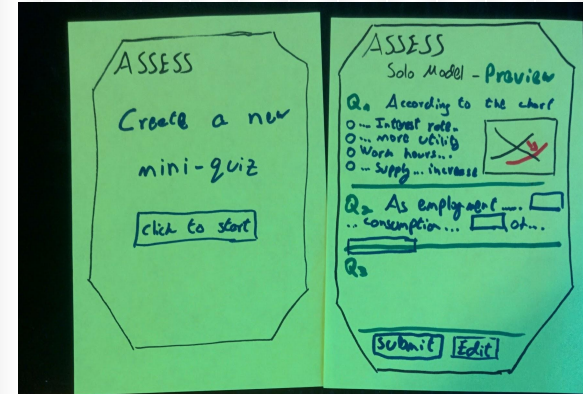 ASSESS
Create a new
mini-quiz
click to start
ASSESS
Solo Model - Preview
Q1 According to the chart
... Interest rate..
... more utility
Work hours...
... Supply ... increase
Q2 As employment ....
.. consumption ... of...
Q3
Submit Edit